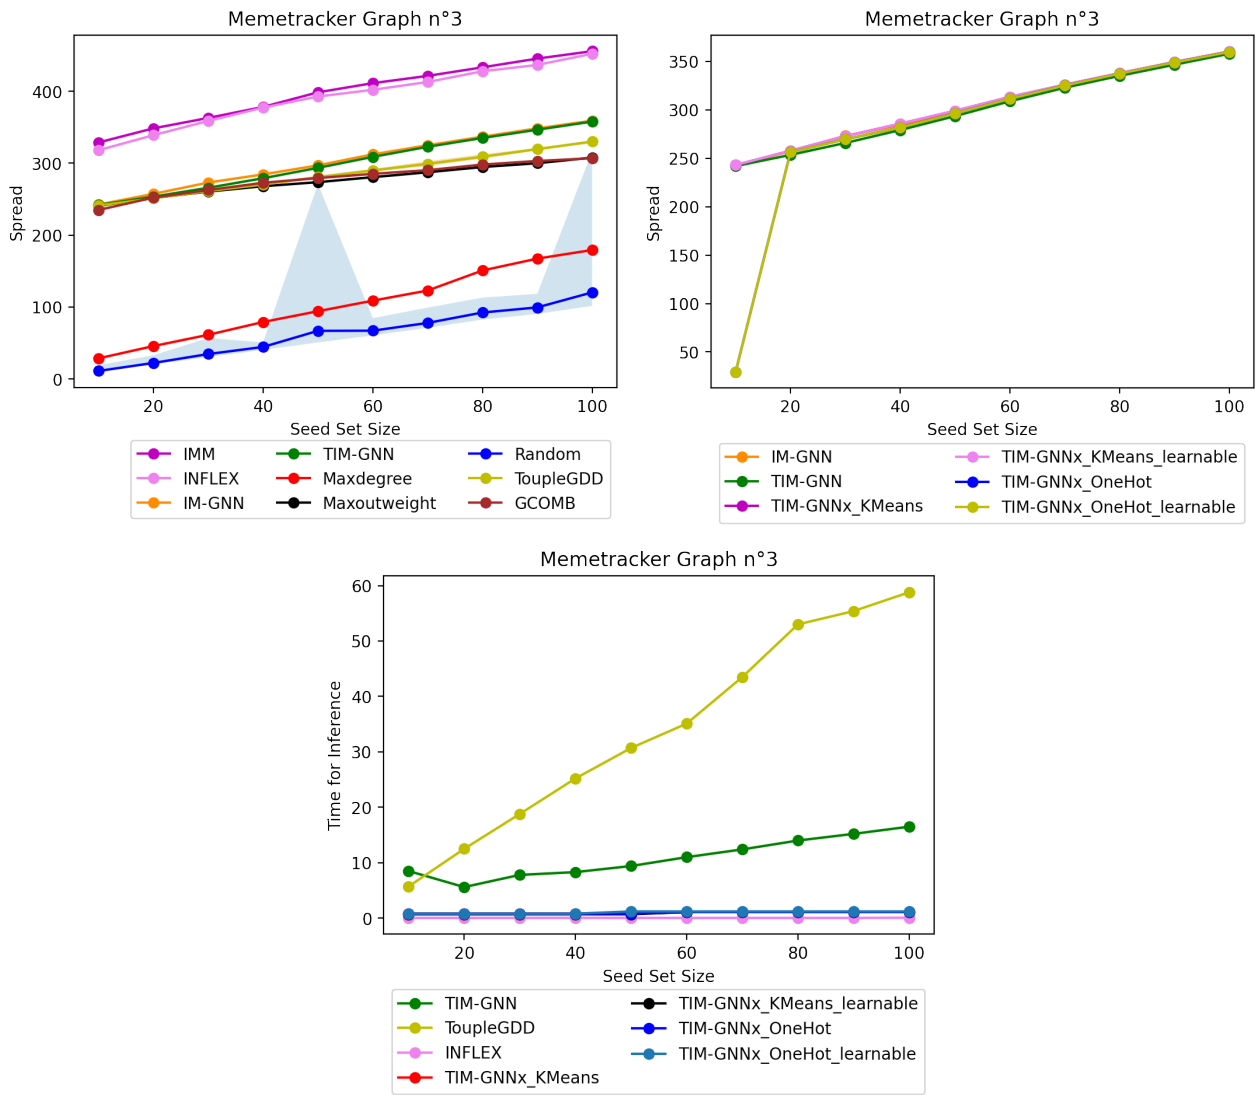 Memetracker Graph n°3
400
300
200
100
0
Spread
20 40 60 80 100
Seed Set Size
IMM
INFLEX
IM-GNN
TIM-GNN
Maxdegree
Maxoutweight
Random
ToupleGDD
GCOMB
Memetracker Graph n°3
350
300
250
200
150
100
50
Spread
20 40 60 80 100
Seed Set Size
IM-GNN
TIM-GNN
TIM-GNNx_KMeans
TIM-GNNx_KMeans_learnable
TIM-GNNx_OneHot
TIM-GNNx_OneHot_learnable
Memetracker Graph n°3
60
50
40
30
20
10
0
Time for Inference
20 40 60 80 100
Seed Set Size
TIM-GNN
ToupleGDD
INFLEX
TIM-GNNx_KMeans
TIM-GNNx_KMeans_learnable
TIM-GNNx_OneHot
TIM-GNNx_OneHot_learnable